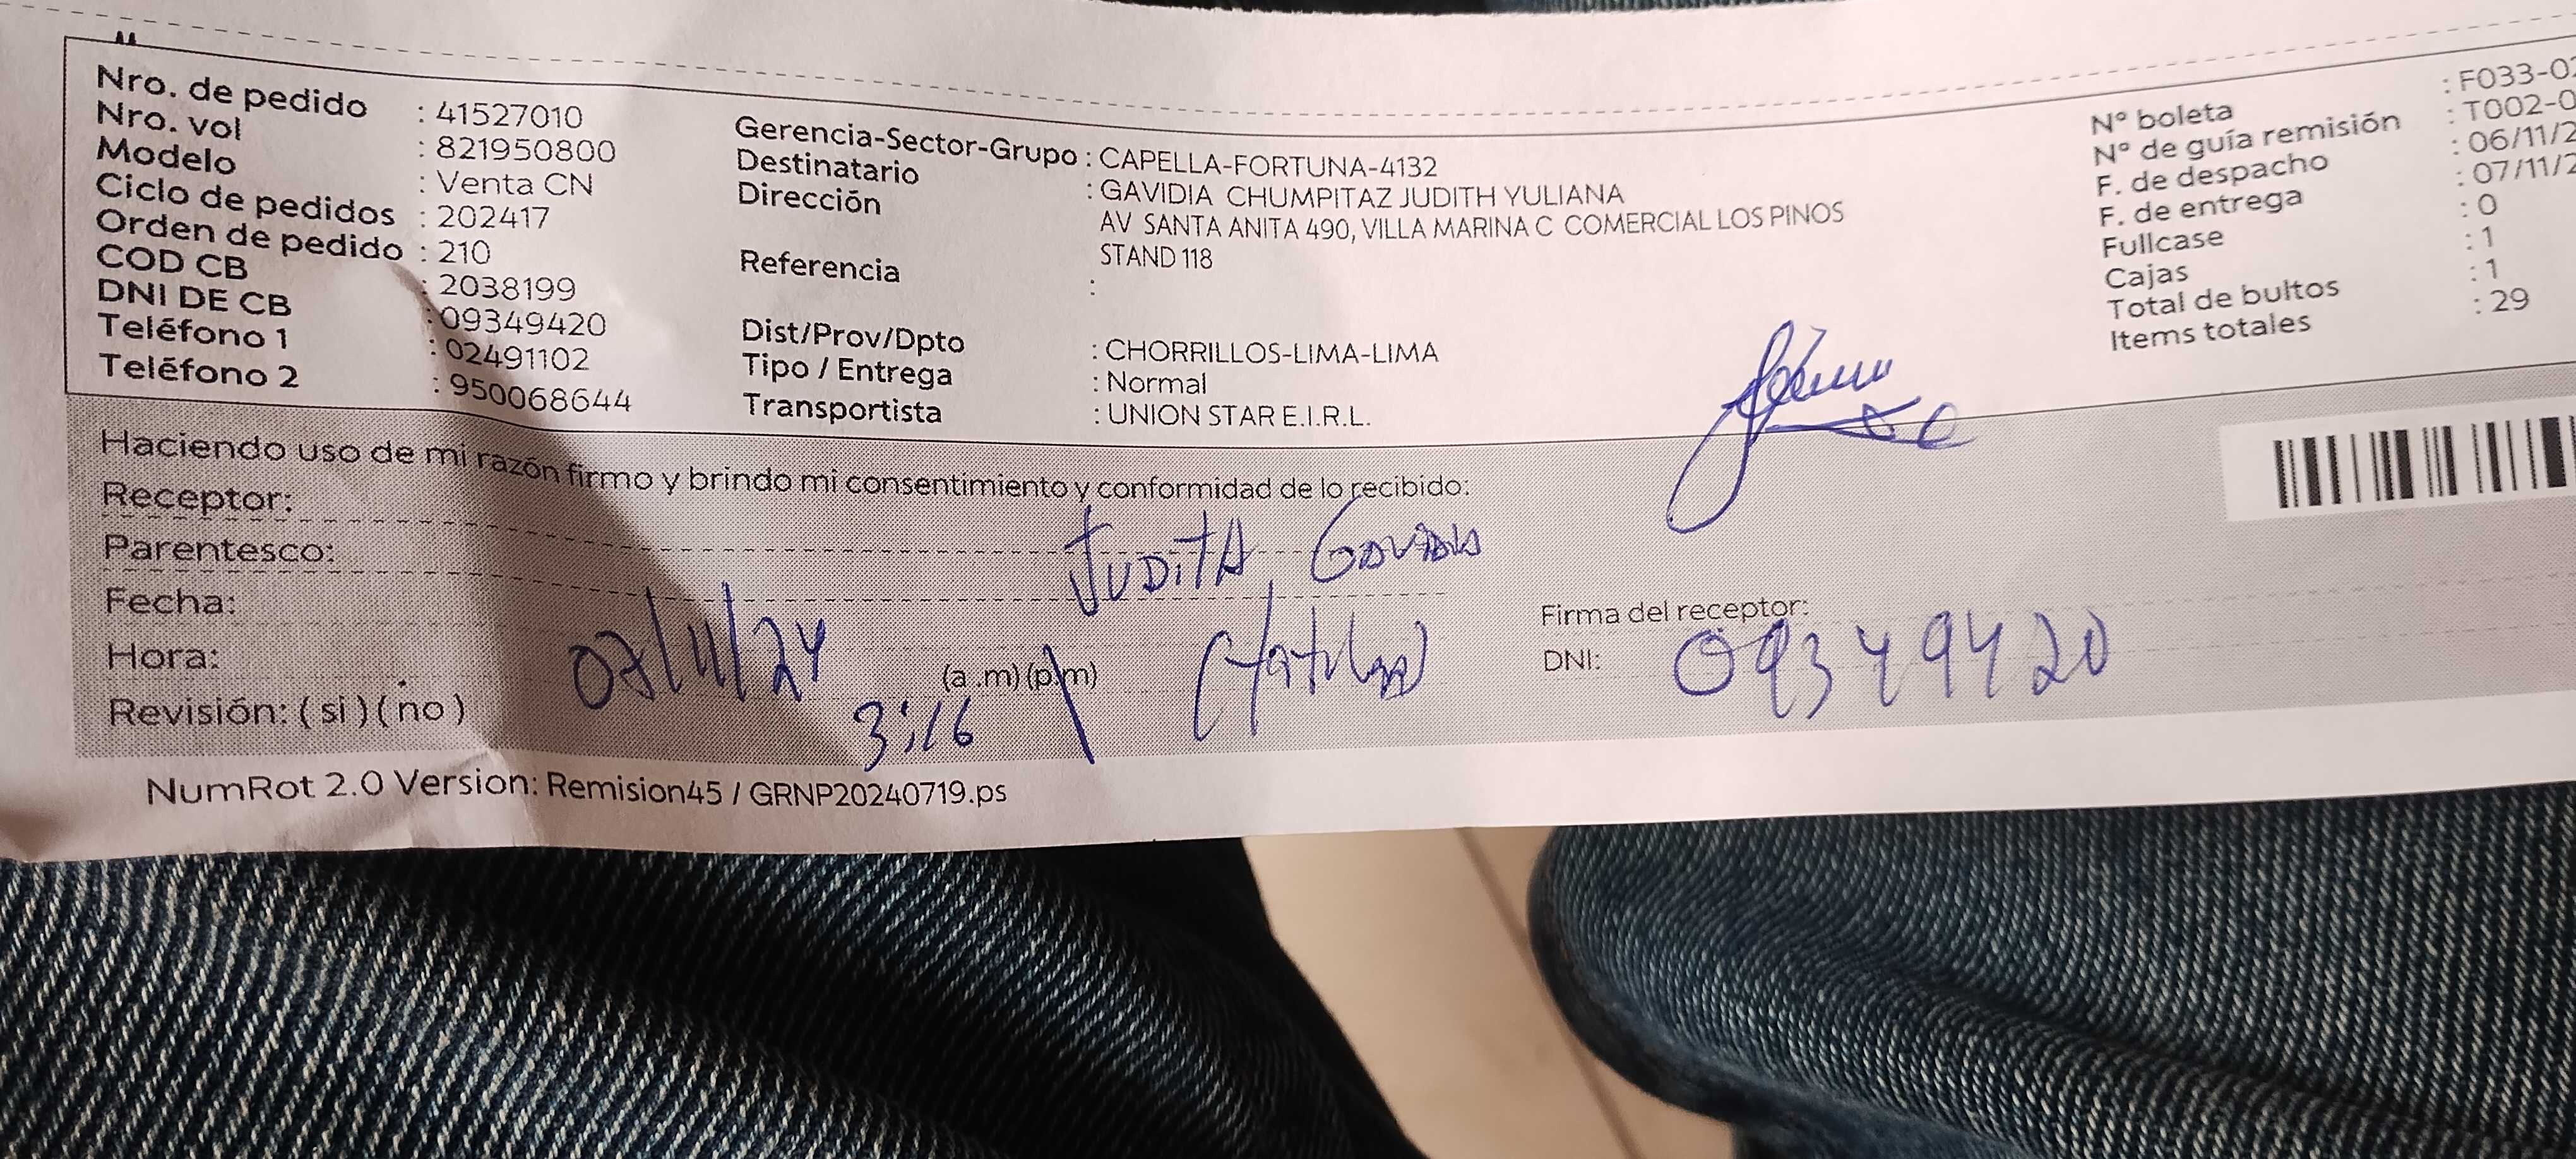 Nro. de pedido : 41527010
Nro. vol : 821950800
Modelo : Venta CN
Ciclo de pedidos : 202417
Orden de pedido : 210
COD CB : 2038199
DNI DE CB : 09349420
Teléfono 1 : 02491102
Teléfono 2 : 950068644
Gerencia-Sector-Grupo : CAPELLA-FORTUNA-4132
Destinatario : GAVIDIA CHUMPITAZ JUDITH YULIANA
Dirección AV SANTA ANITA 490, VILLA MARINA C COMERCIAL LOS PINOS
STAND 118
Referencia :
Dist/Prov/Dpto : CHORRILLOS-LIMA-LIMA
Tipo / Entrega : Normal
Transportista : UNION STAR E.I.R.L.
N° boleta : F033-02
N° de guía remisión : T002-0
F. de despacho : 06/11/2
F. de entrega : 07/11/2
Fullcase : 0
Cajas : 1
Total de bultos : 1
Items totales : 29
Haciendo uso de mi razón firmo y brindo mi consentimiento y conformidad de lo recibido:
Receptor: JUDITH GAVIDIA
Parentesco:
Fecha: 07/11/24
Hora: 3:16 (a .m) (p.m)
Revisión: ( si ) ( no )
Firma del receptor:
DNI: 09349420
NumRot 2.0 Version: Remision45 / GRNP20240719.ps